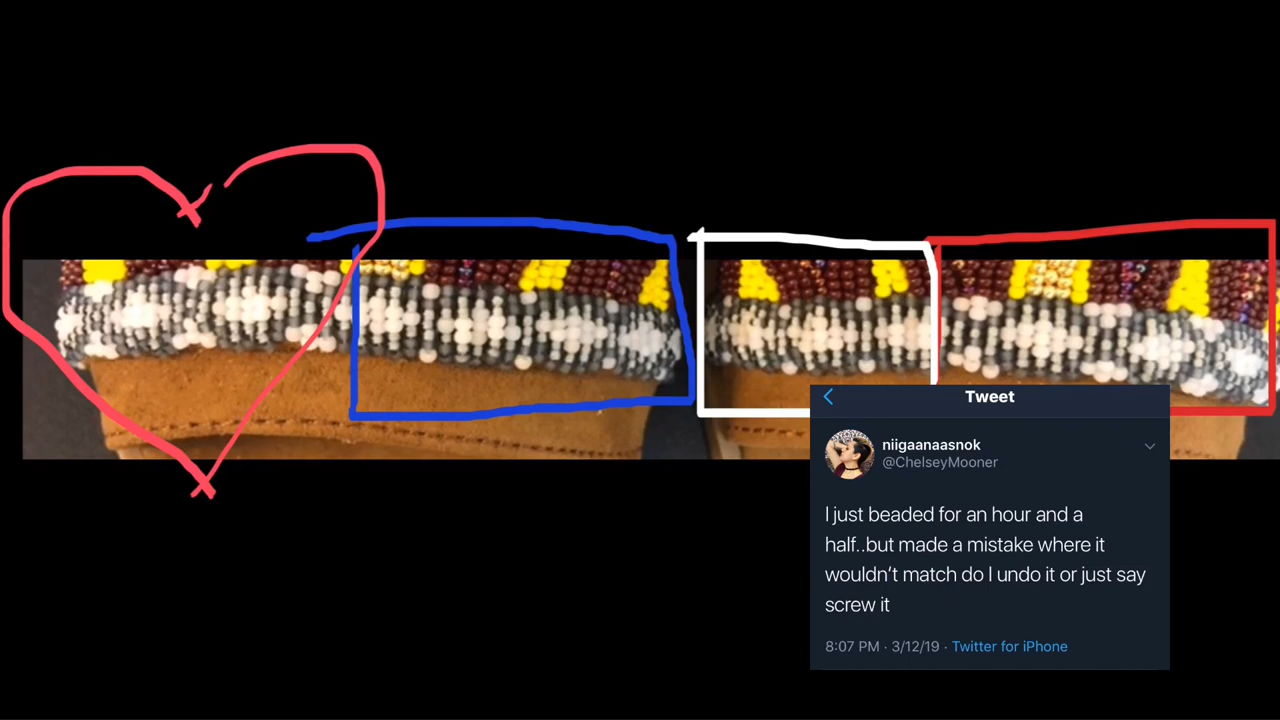 Tweet
niigaanaasnok
@ChelseyMooner
I just beaded for an hour and a
half..but made a mistake where it
wouldn't match do I undo it or just say
screw it
8:07 PM · 3/12/19 · Twitter for iPhone